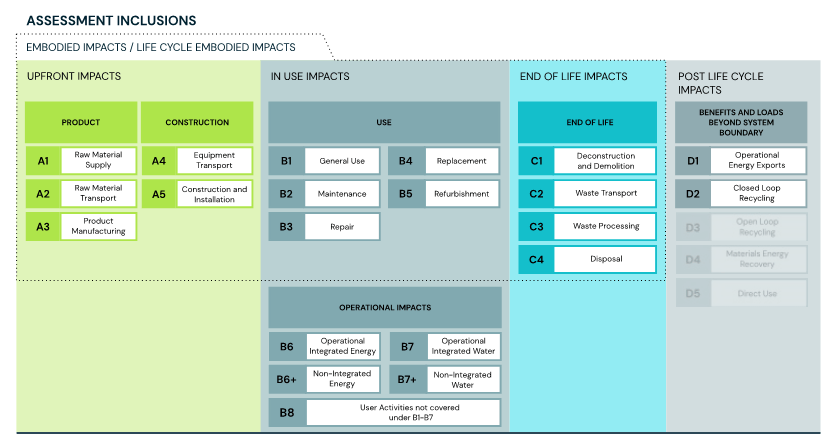 ASSESSMENT INCLUSIONS
EMBODIED IMPACTS / LIFE CYCLE EMBODIED IMPACTS
UPFRONT IMPACTS
PRODUCT
A1
Raw Material
Supply
A2
Raw Material
Transport
A3
Product
Manufacturing
CONSTRUCTION
A4
Equipment
Transport
A5
Construction and
Installation
IN USE IMPACTS
USE
B1
General Use
B2
Maintenance
B3
Repair
B4
Replacement
B5
Refurbishment
OPERATIONAL IMPACTS
B6
Operational
Integrated Energy
B7
Operational
Integrated Water
B6+
Non-Integrated
Energy
B7+
Non-Integrated
Water
B8
User Activities not covered
under B1-B7
END OF LIFE IMPACTS
END OF LIFE
C1
Deconstruction
and Demolition
C2
Waste Transport
C3
Waste Processing
C4
Disposal
POST LIFE CYCLE
IMPACTS
BENEFITS AND LOADS
BEYOND SYSTEM
BOUNDARY
D1
Operational
Energy Exports
D2
Closed Loop
Recycling
D3
Open Loop
Recycling
D4
Materials Energy
Recovery
D5
Direct Use